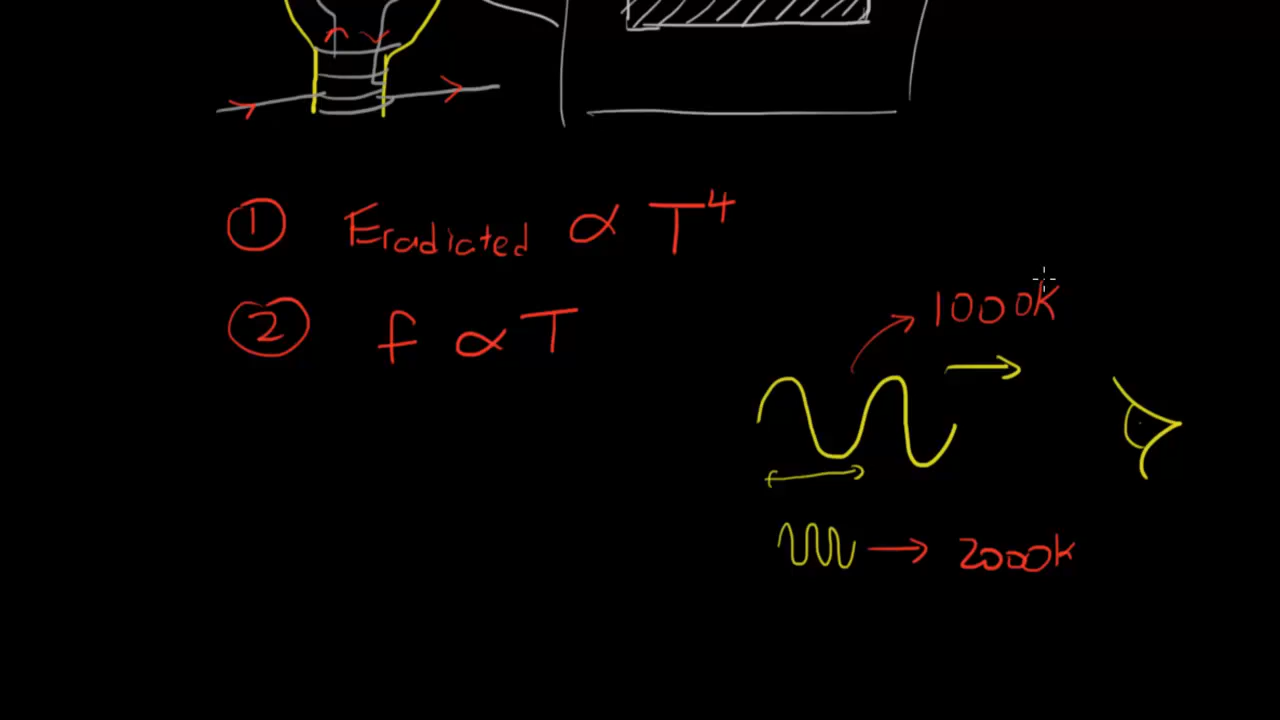 ① Eradiated ∝ T⁴
② f ∝ T
1000K
2000K